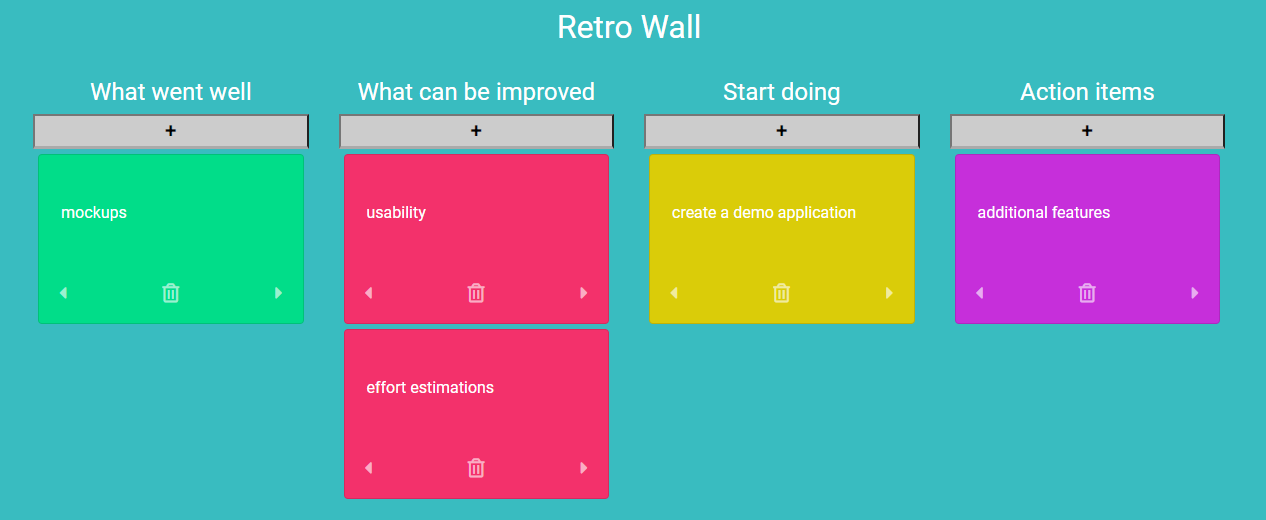 Retro Wall
What went well
What can be improved
Start doing
Action items
+
+
+
+
mockups
usability
create a demo application
additional features
effort estimations